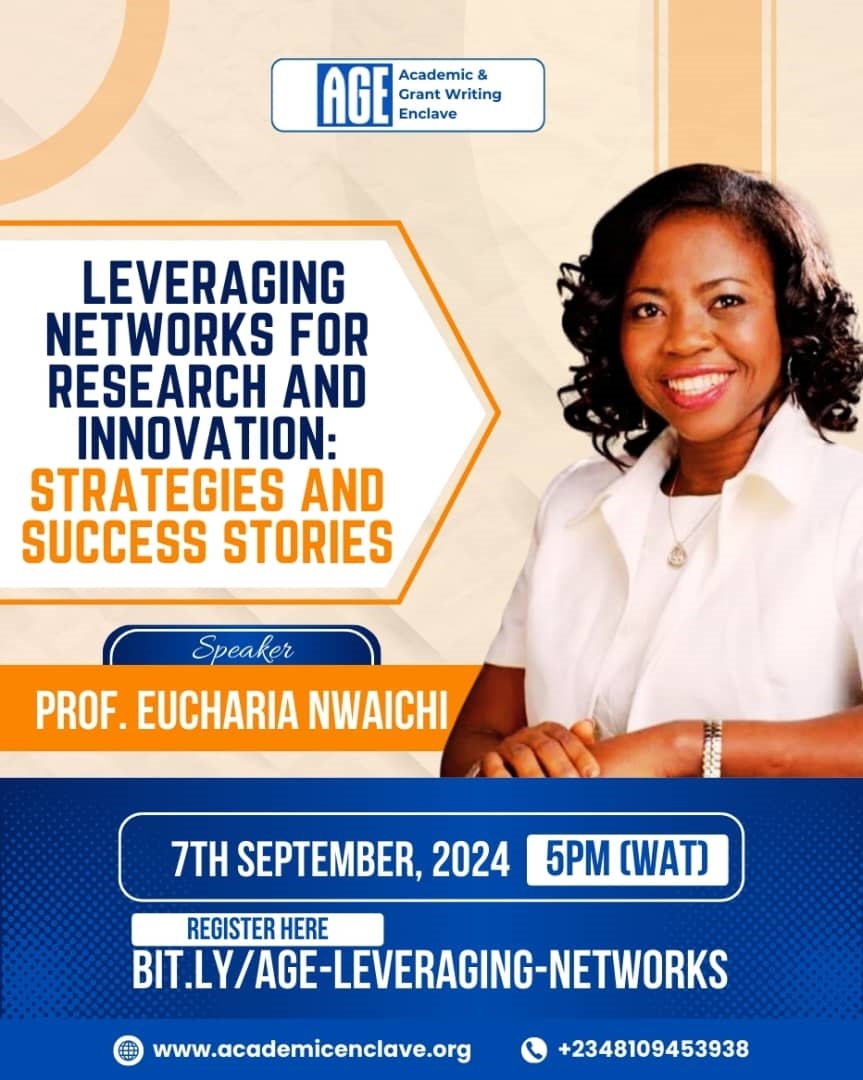 AGE
Academic &
Grant Writing
Enclave
LEVERAGING
NETWORKS FOR
RESEARCH AND
INNOVATION:
STRATEGIES AND
SUCCESS STORIES
Speaker
PROF. EUCHARIA NWAICHI
7TH SEPTEMBER, 2024 5PM (WAT)
REGISTER HERE
BIT.LY/AGE-LEVERAGING-NETWORKS
www.academicenclave.org +2348109453938